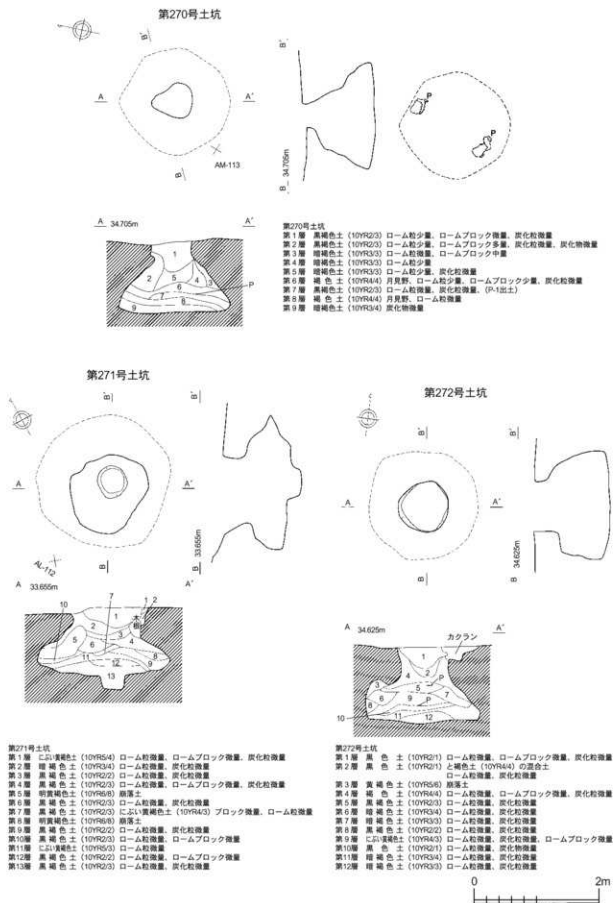 第270号土坑
B'
B'
A
A'
P
P
AM-113
B
B 34.705m
A 34.705m
A'
1
2
5
4
3
6
7
8
9
P
第270号土坑
第1層 黒褐色土 (10YR2/3) ローム粒少量、ロームブロック微量、炭化粒微量
第2層 黒褐色土 (10YR2/3) ローム粒少量、ロームブロック多量、炭化粒微量、炭化物微量
第3層 暗褐色土 (10YR3/3) ローム粒微量、ロームブロック中量
第4層 暗褐色土 (10YR3/3) ローム粒少量
第5層 暗褐色土 (10YR3/3) ローム粒少量、炭化粒微量
第6層 褐色土 (10YR4/4) 月見野、ローム粒少量、ロームブロック少量、炭化粒微量
第7層 黒褐色土 (10YR2/3) ローム粒微量、炭化粒微量、(P-1出土)
第8層 褐色土 (10YR4/4) 月見野、ローム粒微量
第9層 暗褐色土 (10YR3/4) 炭化物微量
第271号土坑
B'
B'
A
A'
AL-112
B
B 33.655m
A 33.655m
A'
7
1 2
10
木根
1
2
3
4
5
6
8
11
12
9
13
第271号土坑
第1層 にぶい黄褐色土 (10YR5/4) ローム粒微量、ロームブロック微量、炭化粒微量
第2層 暗褐色土 (10YR3/4) ローム粒微量、炭化粒微量
第3層 黒褐色土 (10YR2/2) ローム粒微量、炭化粒微量
第4層 黒褐色土 (10YR2/3) ローム粒微量、ロームブロック微量、炭化粒微量
第5層 明黄褐色土 (10YR6/8) 崩落土
第6層 黒褐色土 (10YR2/3) ローム粒微量、炭化粒微量
第7層 黒褐色土 (10YR2/3) にぶい黄褐色土 (10YR4/3) ブロック微量、ローム粒微量
第8層 明黄褐色土 (10YR6/8) 崩落土
第9層 黒褐色土 (10YR2/2) ローム粒微量、炭化粒微量
第10層 黒褐色土 (10YR2/3) ローム粒微量、ロームブロック微量
第11層 にぶい黄褐色土 (10YR5/3) ローム粒微量
第12層 黒褐色土 (10YR2/2) ローム粒微量、ロームブロック微量
第13層 黒褐色土 (10YR2/3) ローム粒微量、炭化粒微量
第272号土坑
B'
B'
A
A'
B
B 34.625m
A 34.625m
A'
カクラン
1
2
4
3
5
P
6
9
P
7
8
10
11
12
第272号土坑
第1層 黒色土 (10YR2/1) ローム粒微量、ロームブロック微量、炭化粒微量
第2層 黒色土 (10YR2/1) と褐色土 (10YR4/4) の混合土
ローム粒微量、炭化粒微量
第3層 黄褐色土 (10YR5/6) 崩落土
第4層 褐色土 (10YR4/4) ローム粒微量、ロームブロック微量、炭化粒微量
第5層 黒褐色土 (10YR2/3) ローム粒微量、炭化粒微量
第6層 暗褐色土 (10YR3/4) ローム粒微量、炭化粒微量
第7層 暗褐色土 (10YR3/3) ローム粒微量、炭化粒微量
第8層 黒褐色土 (10YR2/2) ローム粒微量、炭化粒微量
第9層 にぶい黄褐色土 (10YR4/3) ローム粒微量、炭化粒微量、ロームブロック微量
第10層 黒色土 (10YR2/1) ローム粒微量、炭化物微量
第11層 暗褐色土 (10YR3/4) ローム粒微量、炭化粒微量
第12層 暗褐色土 (10YR3/3) ローム粒微量、炭化粒微量
0 2m